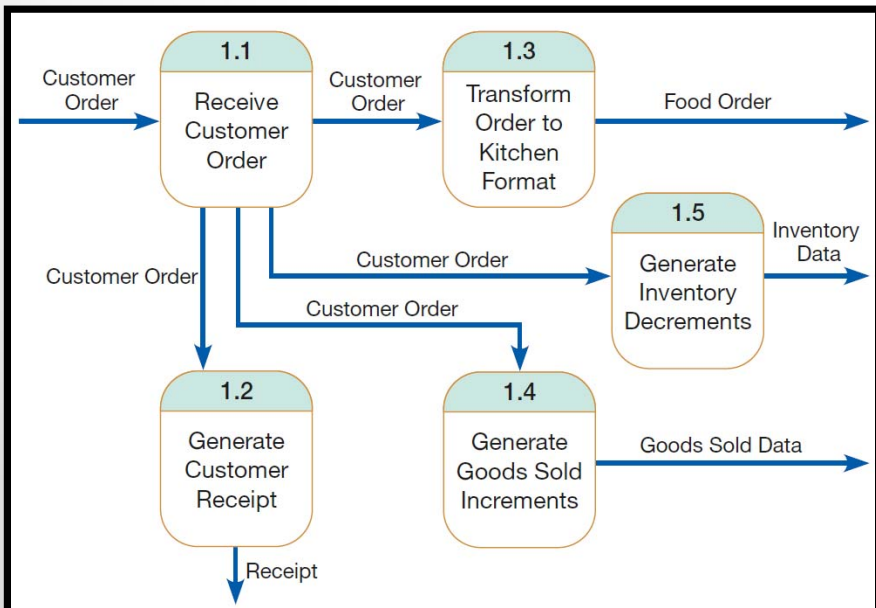 1.1
Receive
Customer
Order
Customer
Order
Customer
Order
1.3
Transform
Order to
Kitchen
Format
Food Order
1.5
Generate
Inventory
Decrements
Inventory
Data
Customer Order
Customer Order
Customer Order
1.2
Generate
Customer
Receipt
Receipt
1.4
Generate
Goods Sold
Increments
Goods Sold Data